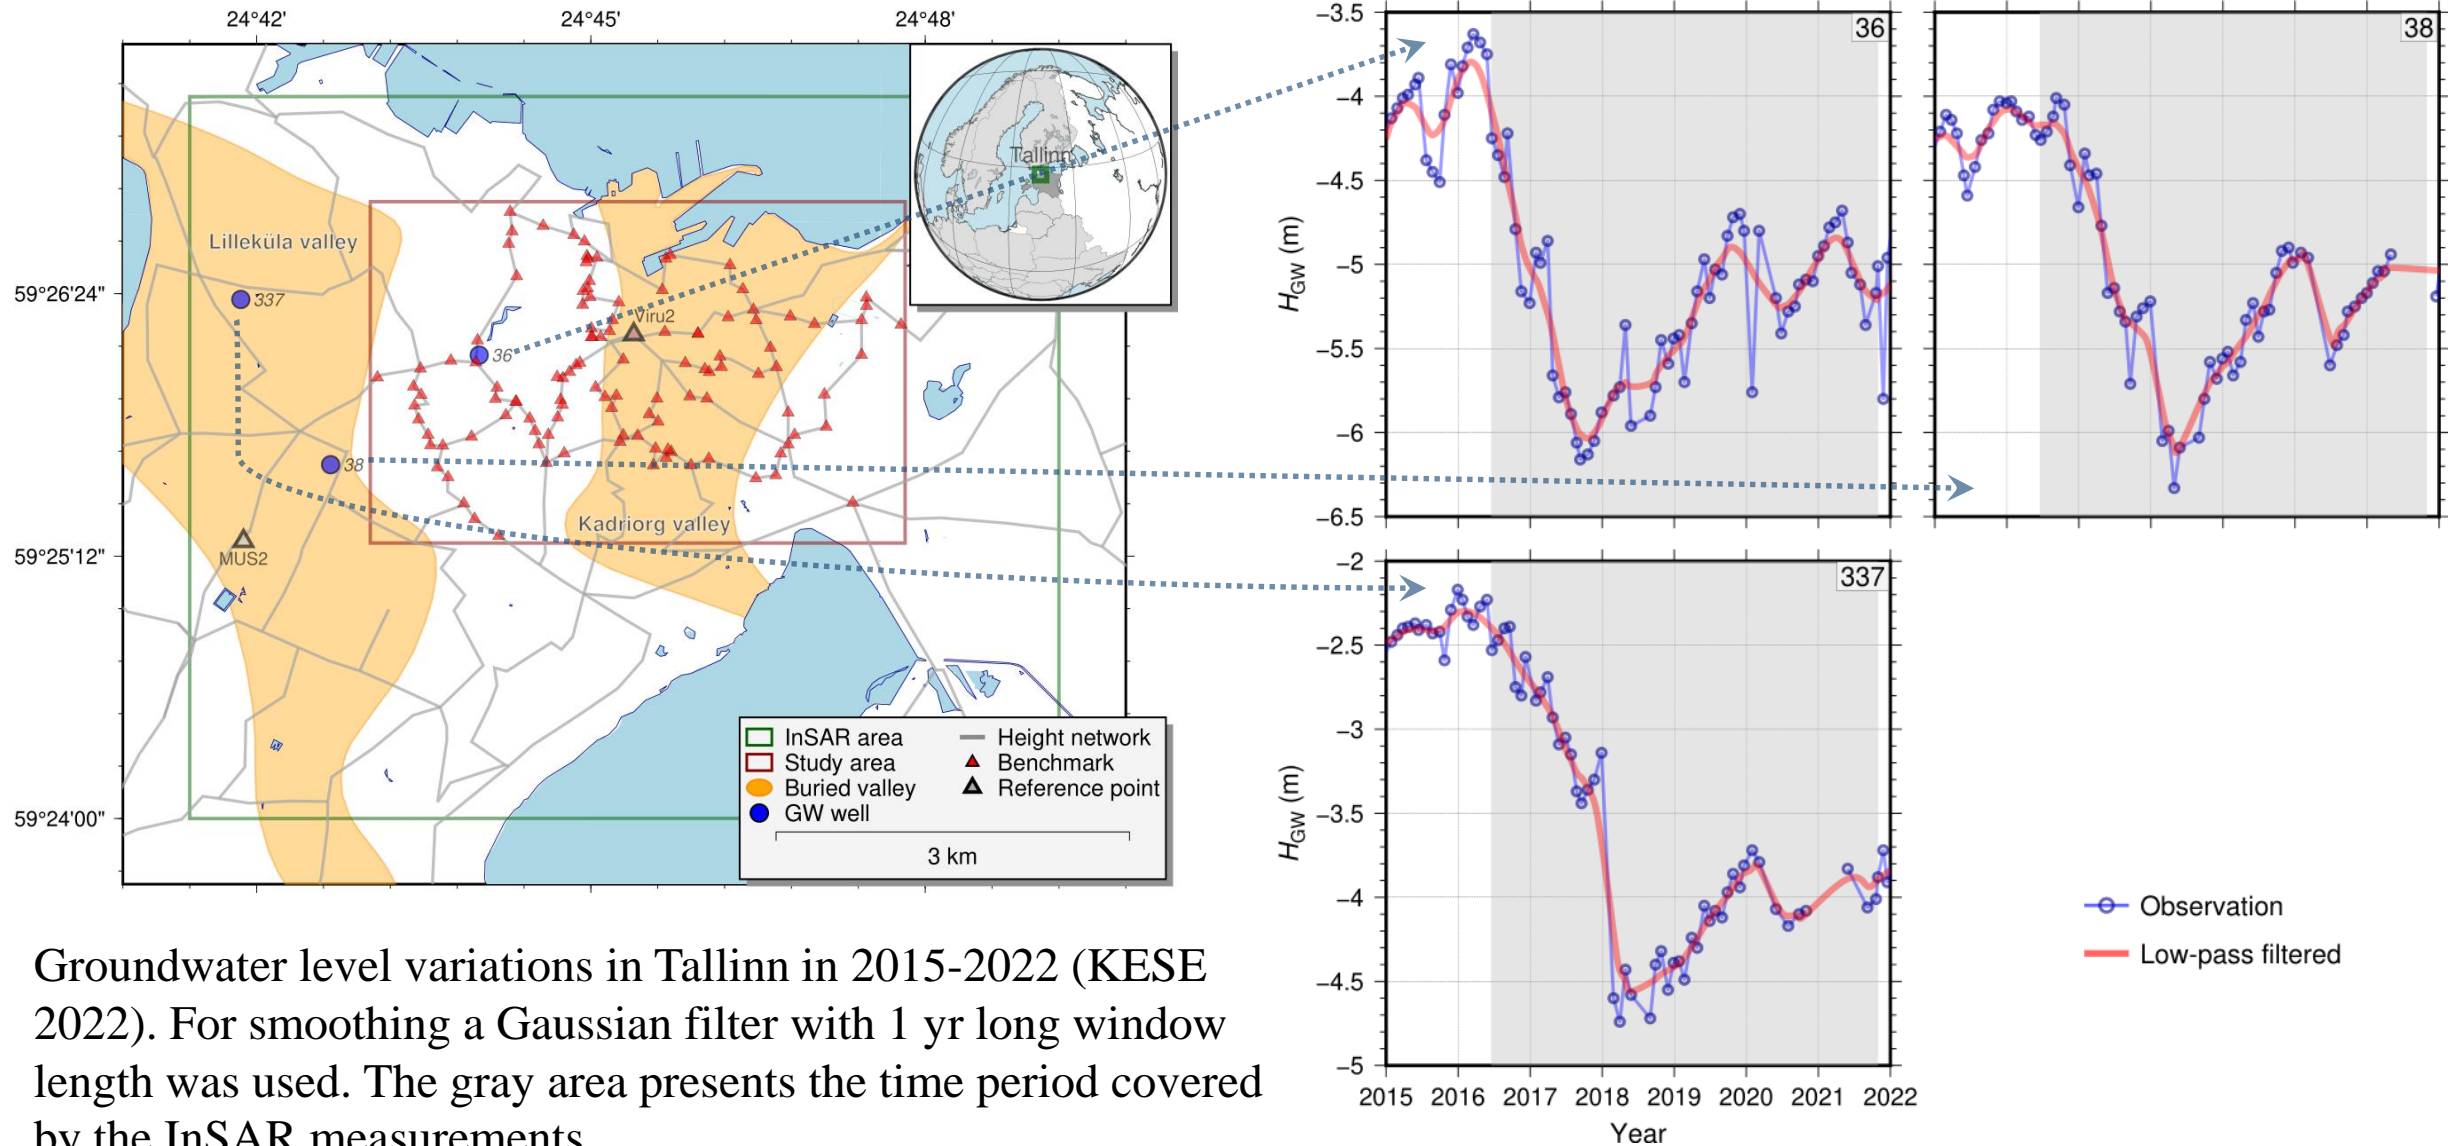 24°42'
24°45'
24°48'
59°26'24"
59°25'12"
59°24'00"
Lilleküla valley
337
36
38
Viru2
MUS2
Kadriorg valley
Tallinn
InSAR area
Study area
Buried valley
GW well
Height network
Benchmark
Reference point
3 km
36
−3.5
−4
−4.5
−5
−5.5
−6
−6.5
HGW (m)
38
337
−2
−2.5
−3
−3.5
−4
−4.5
−5
HGW (m)
2015 2016 2017 2018 2019 2020 2021 2022
Year
Observation
Low-pass filtered
Groundwater level variations in Tallinn in 2015-2022 (KESE
2022). For smoothing a Gaussian filter with 1 yr long window
length was used. The gray area presents the time period covered
by the InSAR measurements